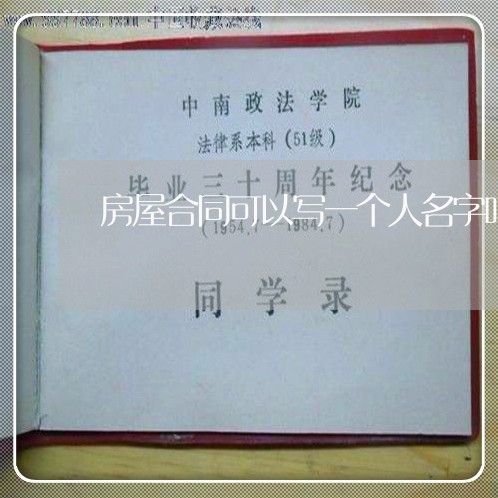 中南政法学院
法律系本科(51级)
毕业三十周年纪念
房屋合同可以写一个人名字
(1954.7—1984.7)
同学录